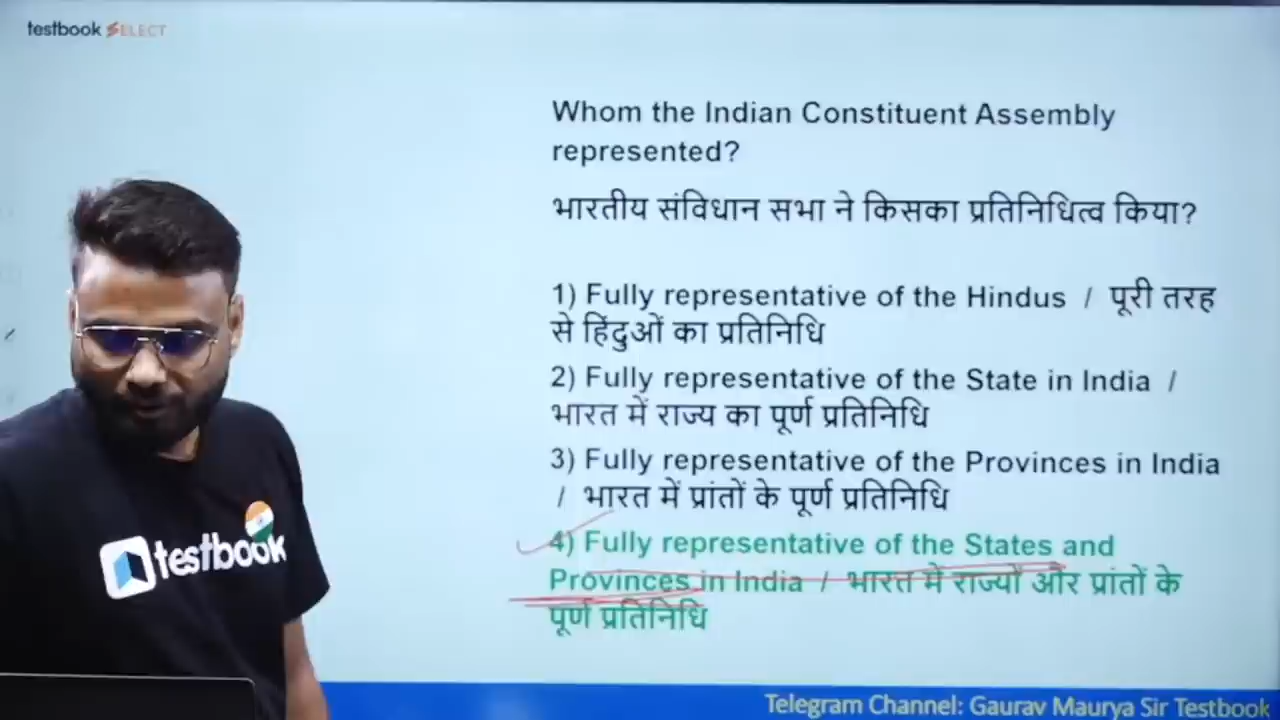 testbook SELECT
Whom the Indian Constituent Assembly
represented?
भारतीय संविधान सभा ने किसका प्रतिनिधित्व किया?
1) Fully representative of the Hindus / पूरी तरह
से हिंदुओं का प्रतिनिधि
2) Fully representative of the State in India /
भारत में राज्य का पूर्ण प्रतिनिधि
3) Fully representative of the Provinces in India
/ भारत में प्रांतों के पूर्ण प्रतिनिधि
4) Fully representative of the States and
Provinces in India / भारत में राज्यों और प्रांतों के
पूर्ण प्रतिनिधि
testbook
Telegram Channel: Gaurav Maurya Sir Testbook